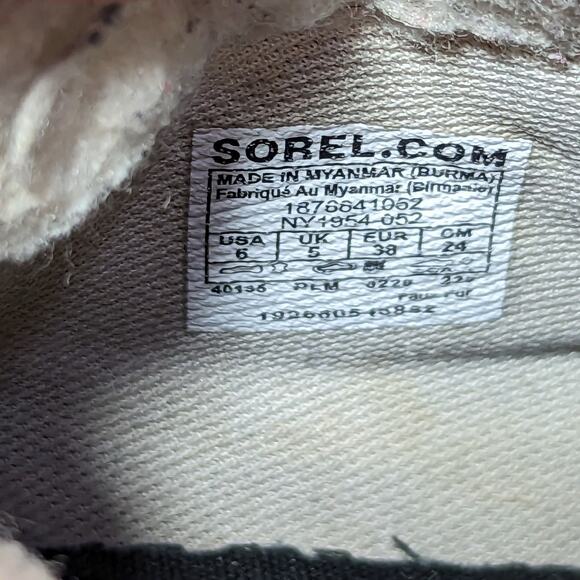 SOREL.COM
MADE IN MYANMAR (BURMA)
Fabriqué Au Myanmar (Birmanie)
1876641052
NY1954 052
USA UK EUR CM
6 5 38 24
Faux Fur